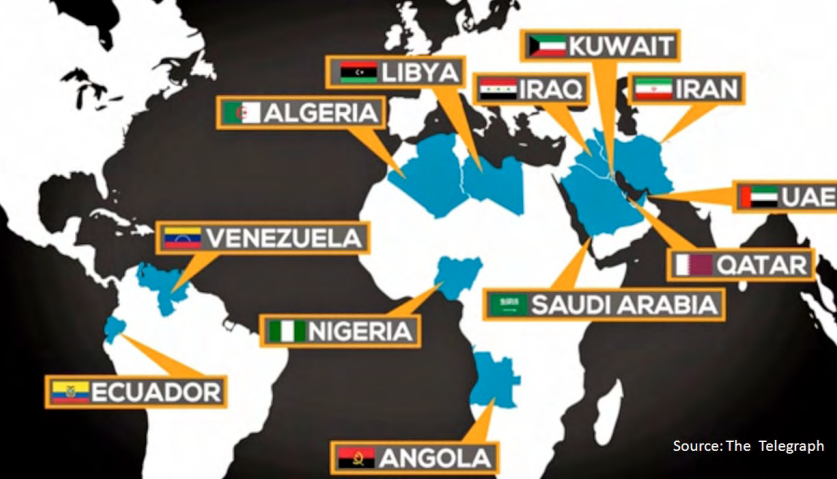 KUWAIT
LIBYA
IRAQ
IRAN
ALGERIA
UAE
VENEZUELA
QATAR
SAUDI ARABIA
NIGERIA
ECUADOR
Source: The Telegraph
ANGOLA